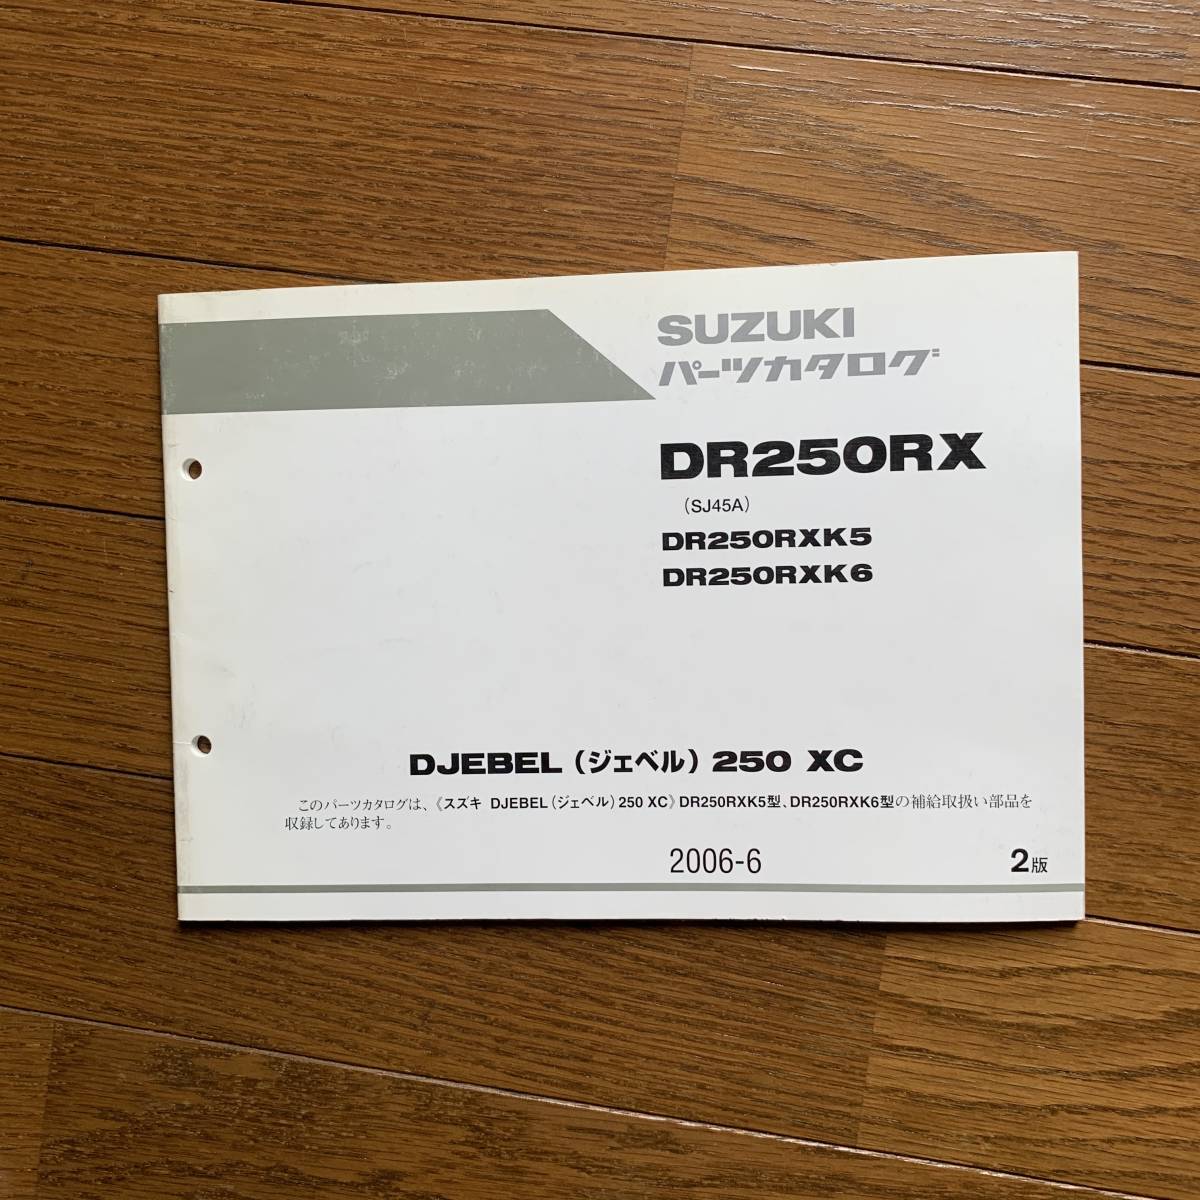 SUZUKI
パーツカタログ
DR250RX
(SJ45A)
DR250RXK5
DR250RXK6
DJEBEL(ジェベル)250 XC
このパーツカタログは、《スズキ DJEBEL(ジェベル)250 XC》DR250RXK5型、DR250RXK6型の補給取扱い部品を
収録してあります。
2006-6 2版